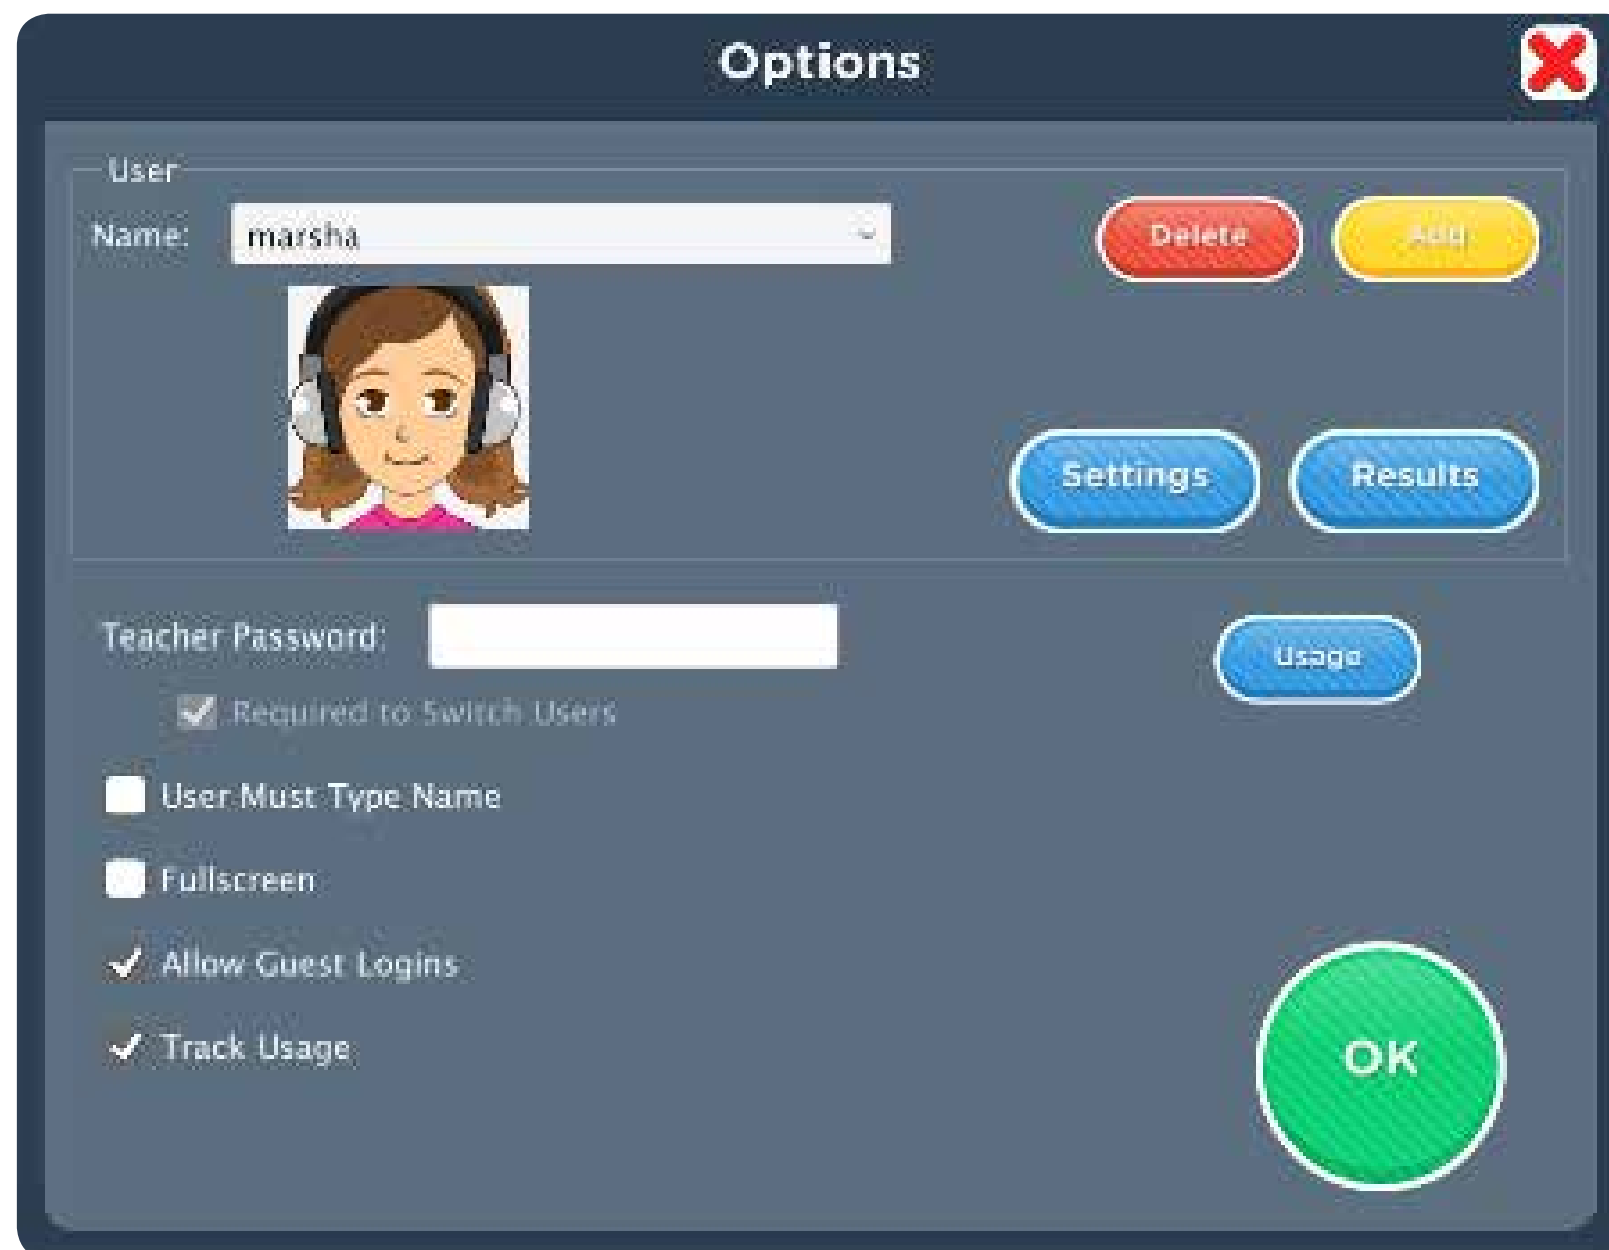 Options
User
Name: marsha
Delete Add
Settings Results
Teacher Password:
Usage
Required to Switch Users
User Must Type Name
Fullscreen
Allow Guest Logins
Track Usage
OK